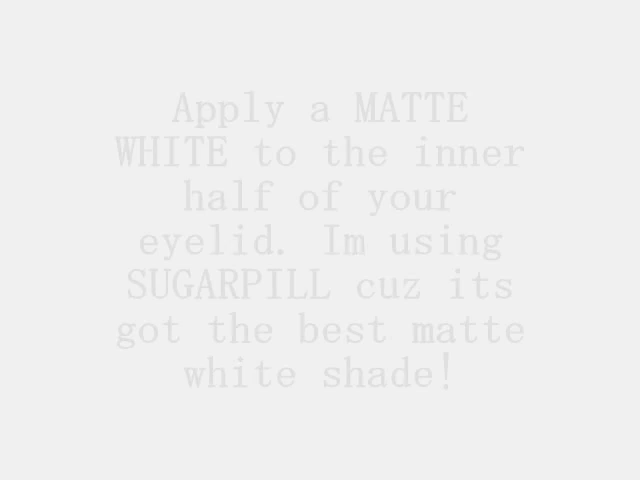 Apply a MATTE
WHITE to the inner
half of your
eyelid. Im using
SUGARPILL cuz its
got the best matte
white shade!